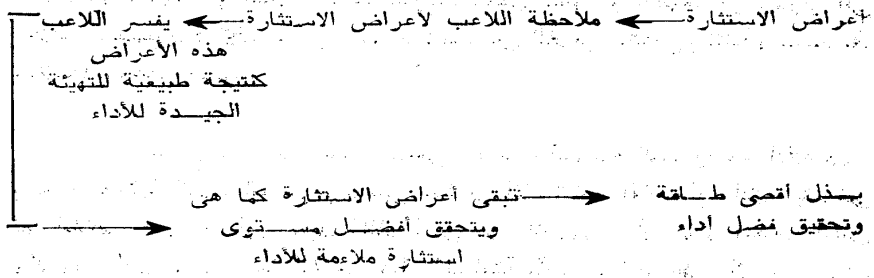 أعراض الاستثارة ملاحظة اللاعب لأعراض الاستثارة يفسر اللاعب
هذه الأعراض
كنتيجة طبيعية للتهيئة
الجيدة للأداء
يبذل أقصى طاقة تبقى أعراض الاستثارة كما هى
وتحقيق فضل أداء ويتحقق أفضل مستوى
استثارة ملاءمة للأداء